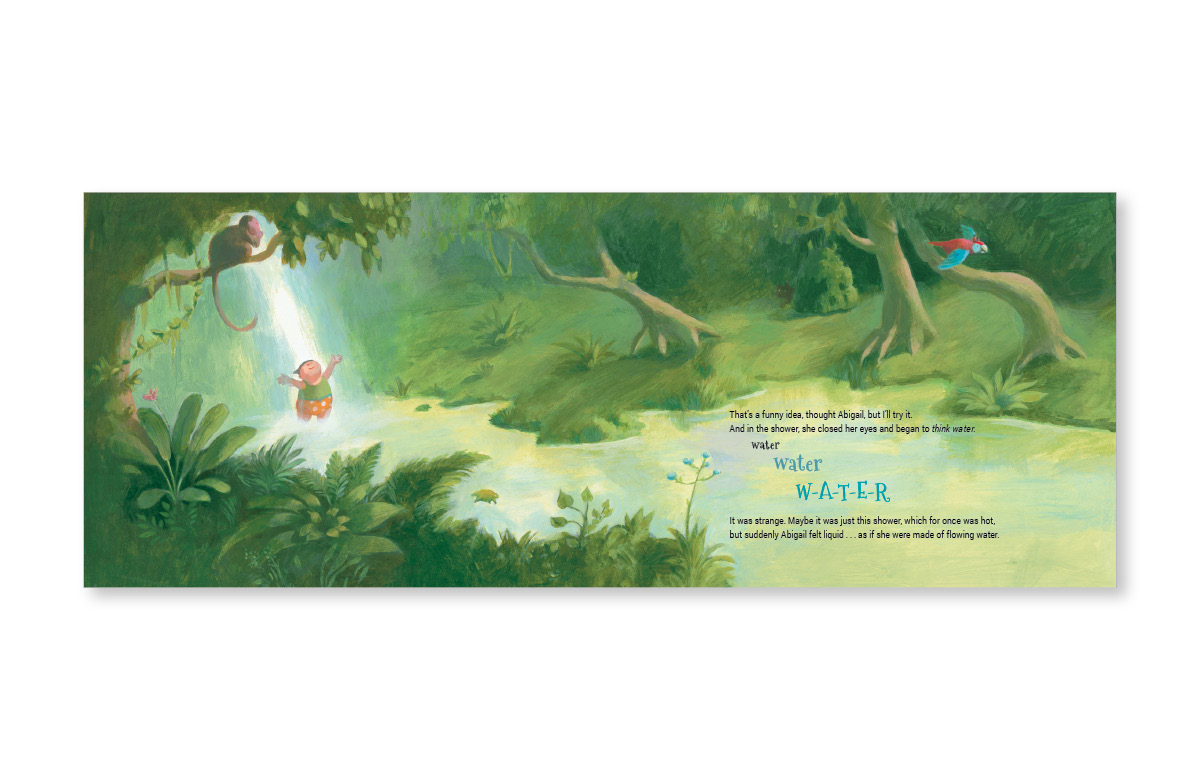 That's a funny idea, thought Abigail, but I'll try it.
And in the shower, she closed her eyes and began to think water.
water
water
W-A-T-E-R
It was strange. Maybe it was just this shower, which for once was hot,
but suddenly Abigail felt liquid . . . as if she were made of flowing water.